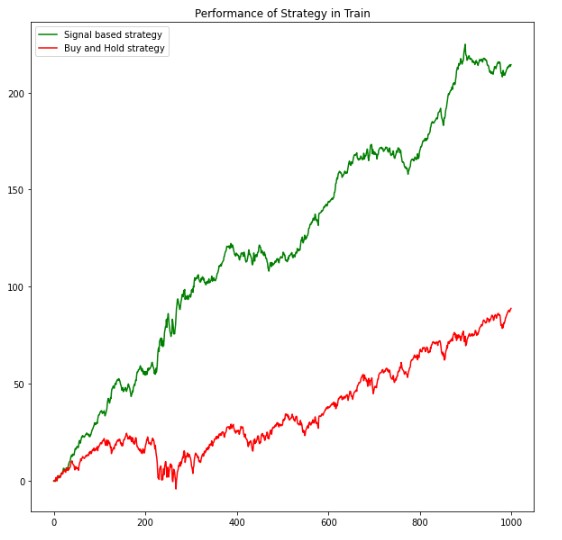 Performance of Strategy in Train
Signal based strategy
Buy and Hold strategy
200
150
100
50
0
0 200 400 600 800 1000